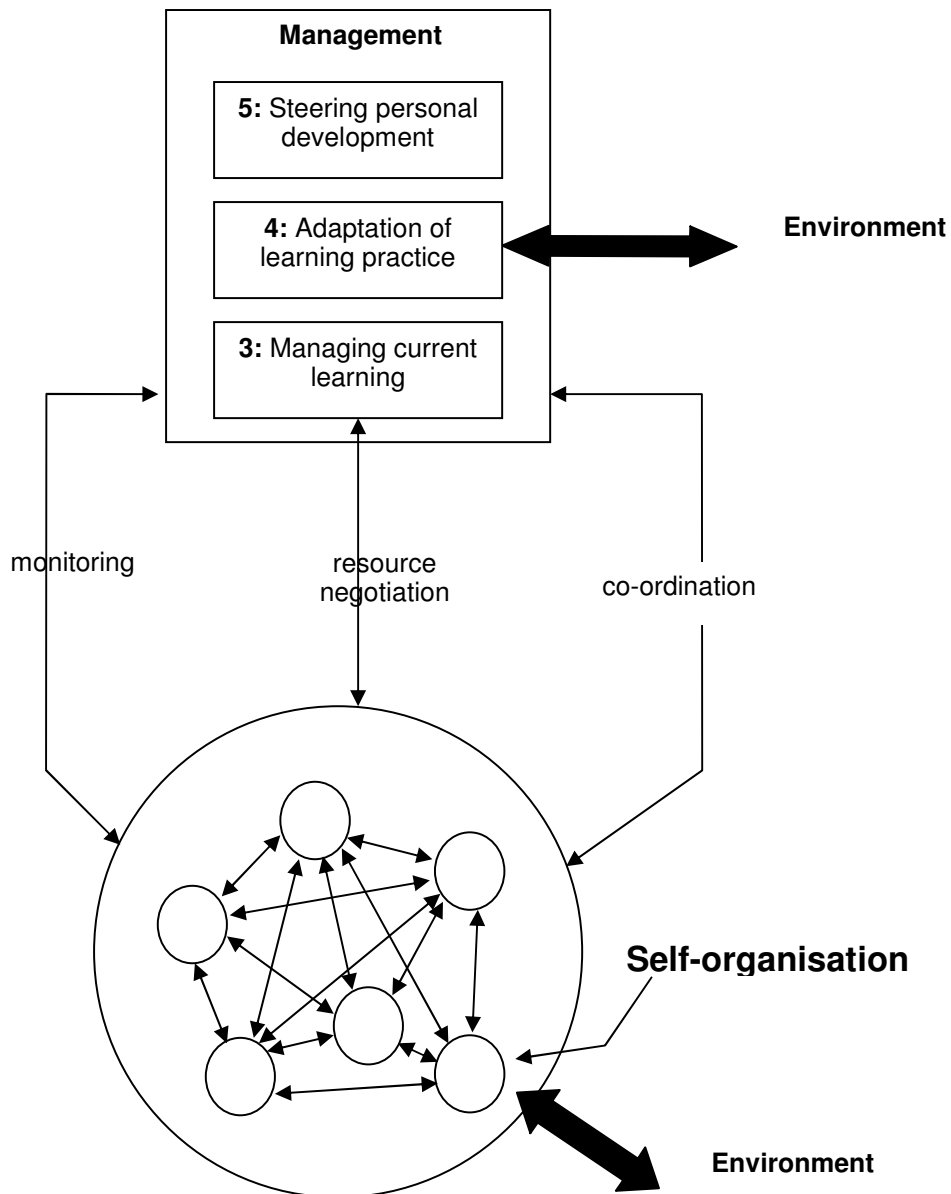 Management
5: Steering personal
development
4: Adaptation of
learning practice
Environment
3: Managing current
learning
monitoring
resource
negotiation
co-ordination
Self-organisation
Environment